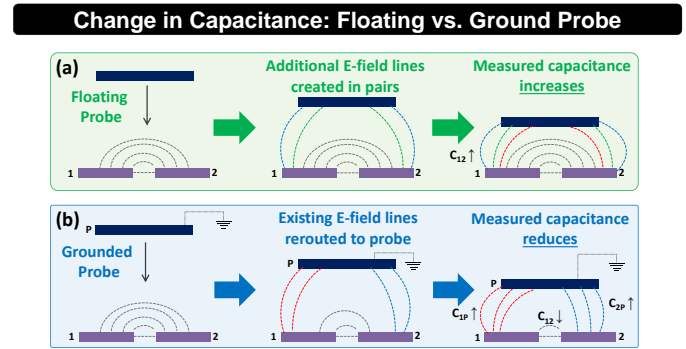 Change in Capacitance: Floating vs. Ground Probe
(a)
Floating
Probe
1
2
Additional E-field lines
created in pairs
Measured capacitance
increases
C12 ↑
1
2
(b)
P
Grounded
Probe
1
2
Existing E-field lines
rerouted to probe
P
1
2
Measured capacitance
reduces
P
C1P ↑
C12 ↓
C2P ↑
1
2